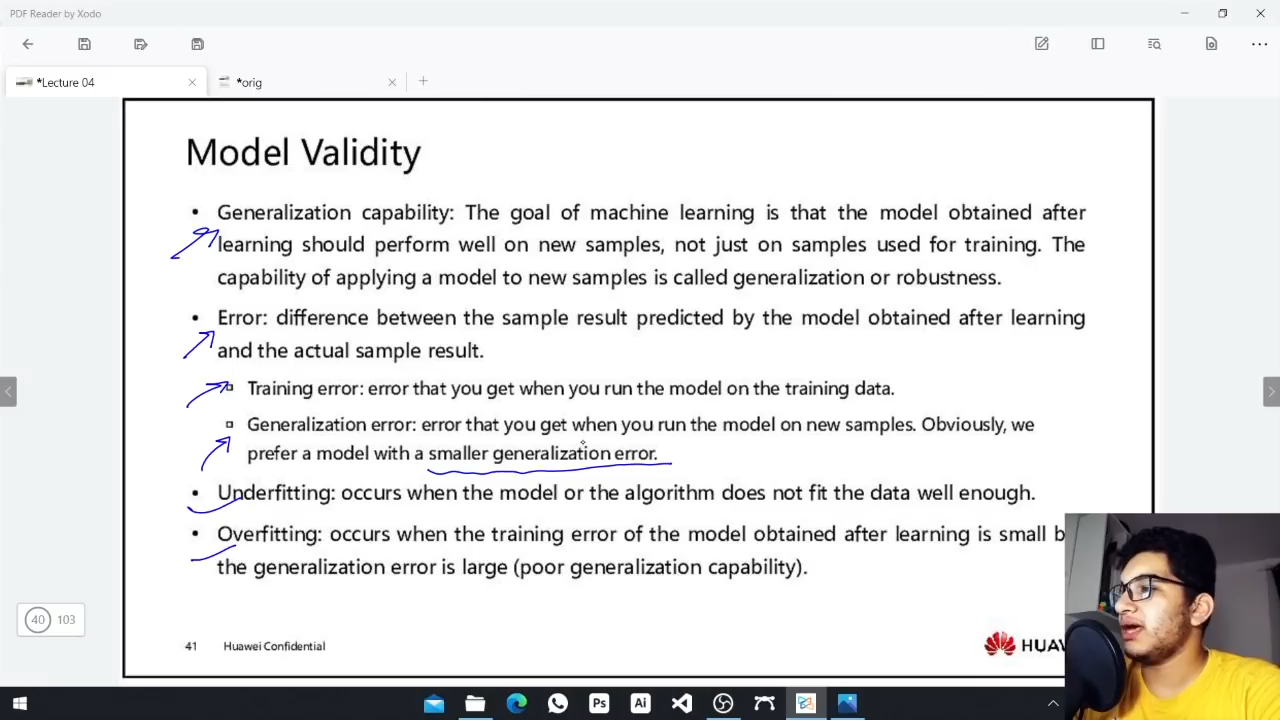 PDF Reader by Xodo
*Lecture 04
*orig
Model Validity
• Generalization capability: The goal of machine learning is that the model obtained after
learning should perform well on new samples, not just on samples used for training. The
capability of applying a model to new samples is called generalization or robustness.
• Error: difference between the sample result predicted by the model obtained after learning
and the actual sample result.
Training error: error that you get when you run the model on the training data.
Generalization error: error that you get when you run the model on new samples. Obviously, we
prefer a model with a smaller generalization error.
• Underfitting: occurs when the model or the algorithm does not fit the data well enough.
• Overfitting: occurs when the training error of the model obtained after learning is small b
the generalization error is large (poor generalization capability).
40 103
41 Huawei Confidential
HUAW
Ps Ai